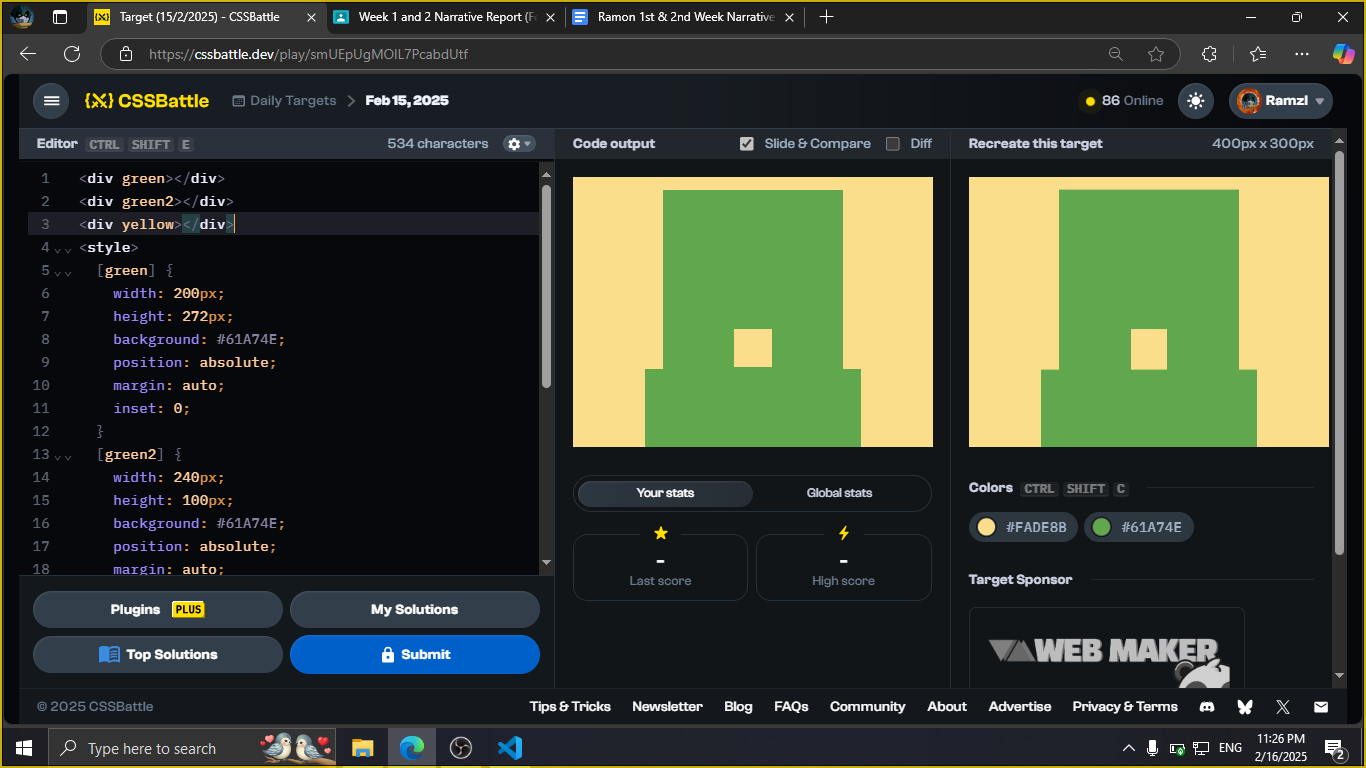 Target (15/2/2025) - CSSBattle
Week 1 and 2 Narrative Report (F
Ramon 1st & 2nd Week Narrative
https://cssbattle.dev/play/smUEpUgMOIL7PcabdUtf
{X} CSSBattle
Daily Targets > Feb 15, 2025
86 Online
Ramzl
Editor CTRL SHIFT E
534 characters
Code output
Slide & Compare
Diff
Recreate this target
400px x 300px
1 <div green></div>
2 <div green2></div>
3 <div yellow></div>
4 <style>
5 [green] {
6 width: 200px;
7 height: 272px;
8 background: #61A74E;
9 position: absolute;
10 margin: auto;
11 inset: 0;
12 }
13 [green2] {
14 width: 240px;
15 height: 100px;
16 background: #61A74E;
17 position: absolute;
18 margin: auto;
Plugins PLUS
My Solutions
Top Solutions
Submit
Your stats
Global stats
-
Last score
-
High score
Colors CTRL SHIFT C
#FADE8B
#61A74E
Target Sponsor
WEB MAKER
© 2025 CSSBattle
Tips & Tricks
Newsletter
Blog
FAQs
Community
About
Advertise
Privacy & Terms
Type here to search
ENG
11:26 PM
2/16/2025
2